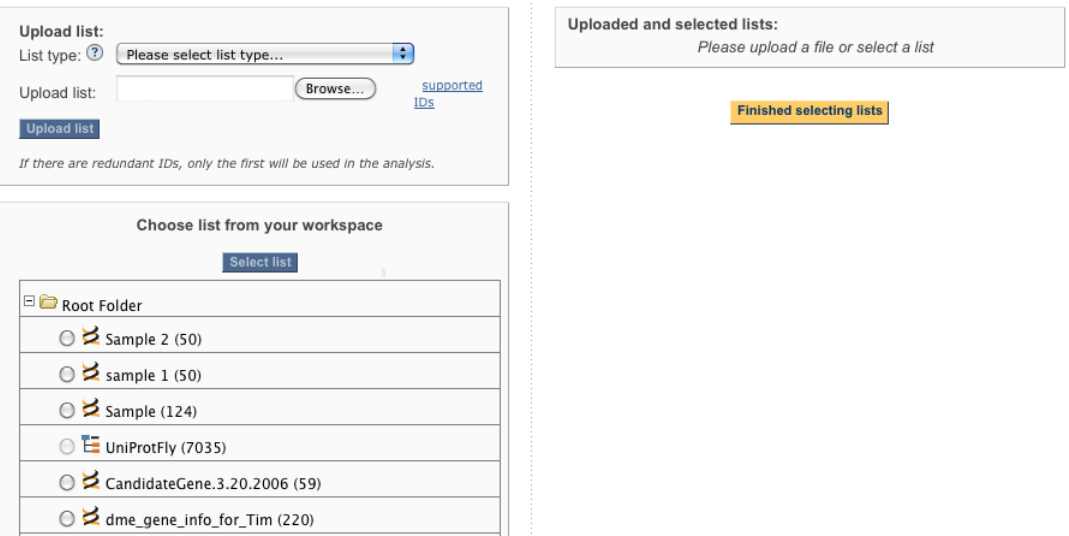 Upload list:
List type: ? Please select list type...
Upload list: Browse... supported
IDs
Upload list
If there are redundant IDs, only the first will be used in the analysis.
Choose list from your workspace
Select list
Root Folder
Sample 2 (50)
sample 1 (50)
Sample (124)
UniProtFly (7035)
CandidateGene.3.20.2006 (59)
dme_gene_info_for_Tim (220)
Uploaded and selected lists:
Please upload a file or select a list
Finished selecting lists